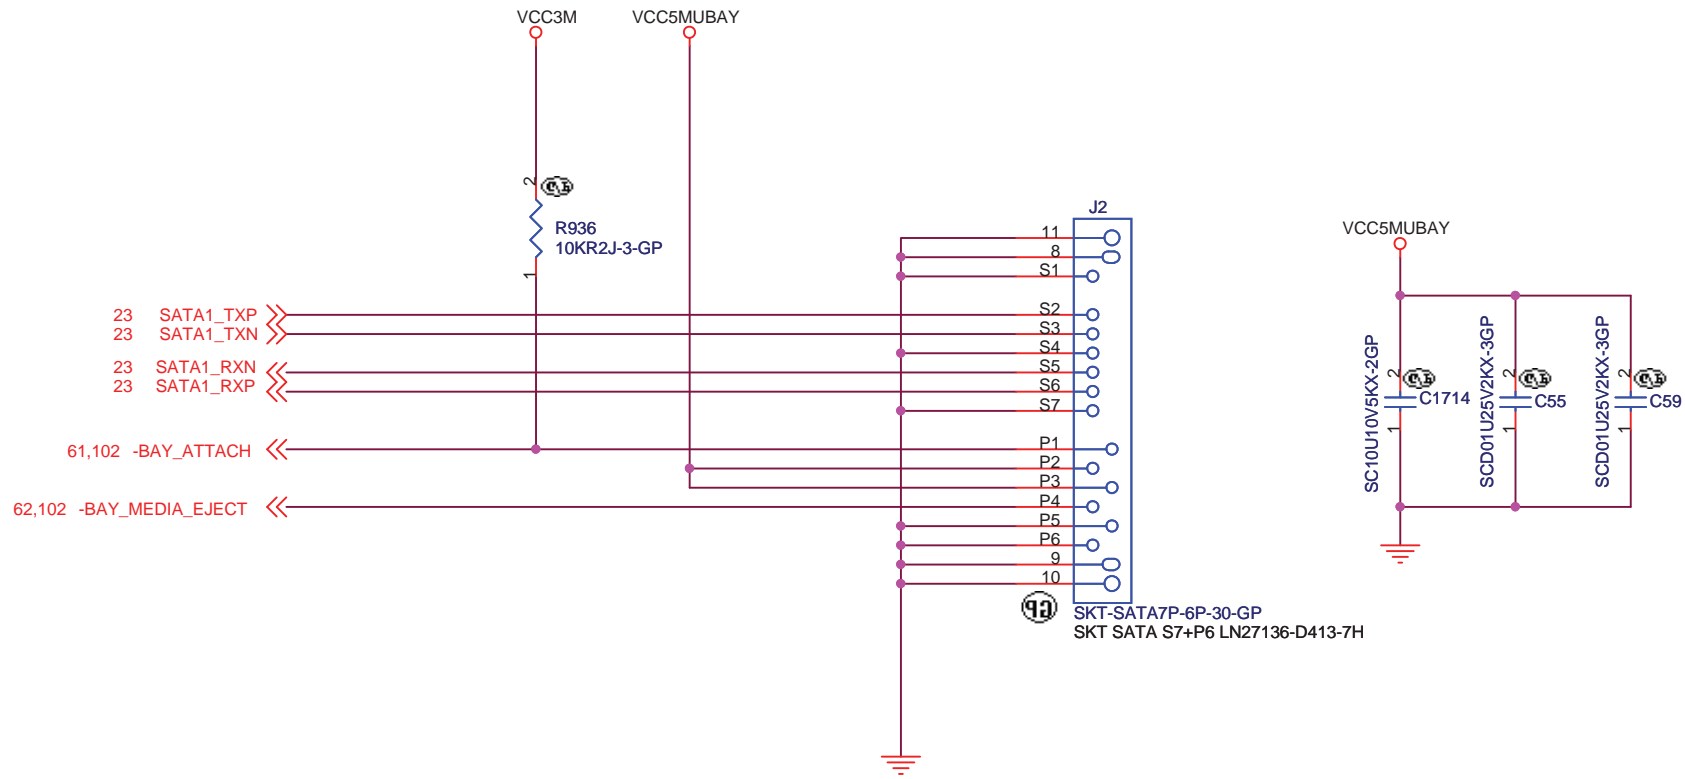 VCC3M
VCC5MUBAY
2
R936
10KR2J-3-GP
1
J2
11
8
S1
23 SATA1_TXP
S2
23 SATA1_TXN
S3
S4
23 SATA1_RXN
S5
23 SATA1_RXP
S6
S7
61,102 -BAY_ATTACH
P1
P2
P3
62,102 -BAY_MEDIA_EJECT
P4
P5
P6
9
10
GP
SKT-SATA7P-6P-30-GP
SKT SATA S7+P6 LN27136-D413-7H
VCC5MUBAY
SC10U10V5KX-2GP
2
C1714
1
SCD01U25V2KX-3GP
2
C55
1
SCD01U25V2KX-3GP
2
C59
1